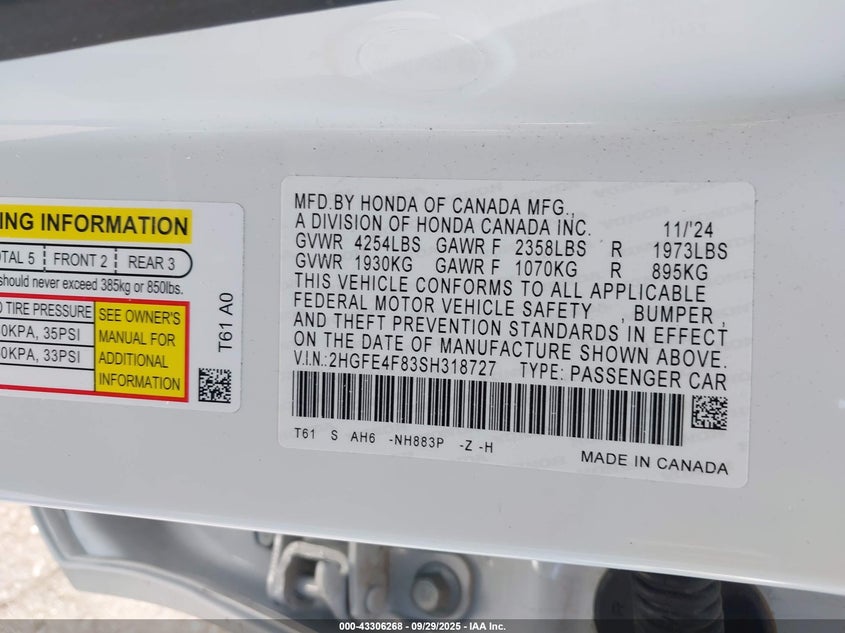 ING INFORMATION
OTAL 5 FRONT 2 REAR 3
should never exceed 385kg or 850lbs.
TIRE PRESSURE
0KPA, 35PSI
0KPA, 33PSI
SEE OWNER'S
MANUAL FOR
ADDITIONAL
INFORMATION
T61 A0
MFD.BY HONDA OF CANADA MFG.,
A DIVISION OF HONDA CANADA INC. 11/'24
GVWR 4254LBS GAWR F 2358LBS R 1973LBS
GVWR 1930KG GAWR F 1070KG R 895KG
THIS VEHICLE CONFORMS TO ALL APPLICABLE
FEDERAL MOTOR VEHICLE SAFETY , BUMPER ,
AND THEFT PREVENTION STANDARDS IN EFFECT
ON THE DATE OF MANUFACTURE SHOWN ABOVE.
V.I.N.:2HGFE4F83SH318727 TYPE: PASSENGER CAR
T61 S AH6 -NH883P -Z -H
MADE IN CANADA
000-43306268 - 09/29/2025 - IAA Inc.